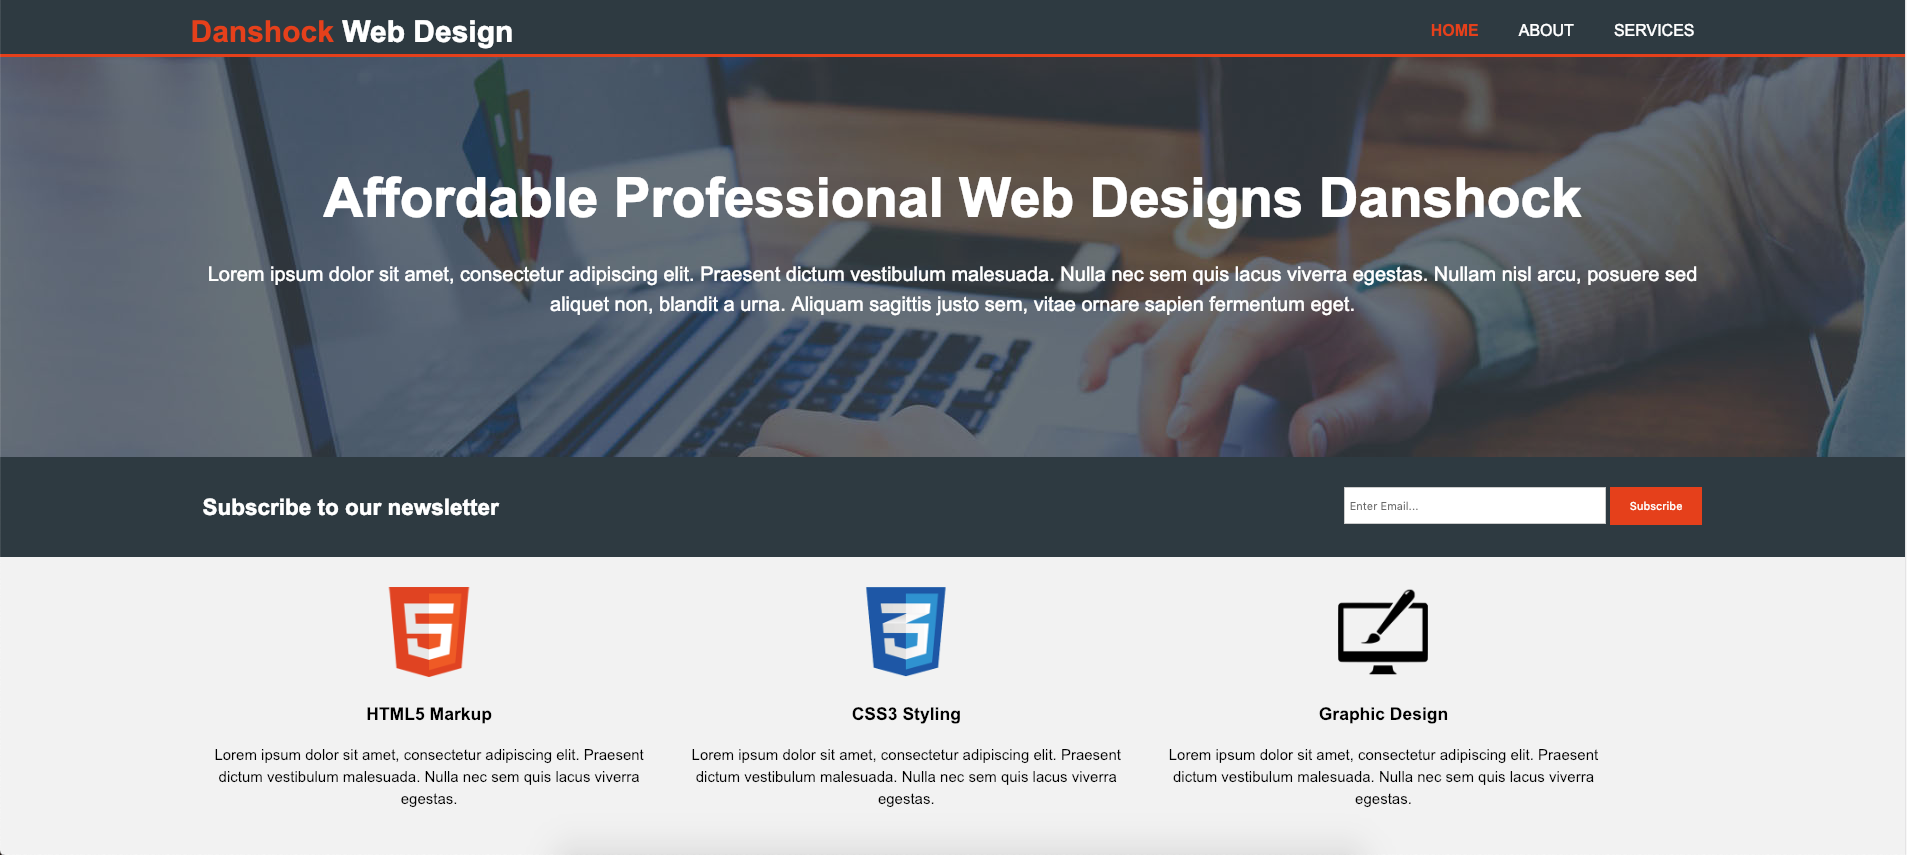 Danshock Web Design
HOME ABOUT SERVICES
Affordable Professional Web Designs Danshock
Lorem ipsum dolor sit amet, consectetur adipiscing elit. Praesent dictum vestibulum malesuada. Nulla nec sem quis lacus viverra egestas. Nullam nisl arcu, posuere sed
aliquet non, blandit a urna. Aliquam sagittis justo sem, vitae ornare sapien fermentum eget.
Subscribe to our newsletter
Enter Email...
Subscribe
5
HTML5 Markup
Lorem ipsum dolor sit amet, consectetur adipiscing elit. Praesent
dictum vestibulum malesuada. Nulla nec sem quis lacus viverra
egestas.
3
CSS3 Styling
Lorem ipsum dolor sit amet, consectetur adipiscing elit. Praesent
dictum vestibulum malesuada. Nulla nec sem quis lacus viverra
egestas.
Graphic Design
Lorem ipsum dolor sit amet, consectetur adipiscing elit. Praesent
dictum vestibulum malesuada. Nulla nec sem quis lacus viverra
egestas.